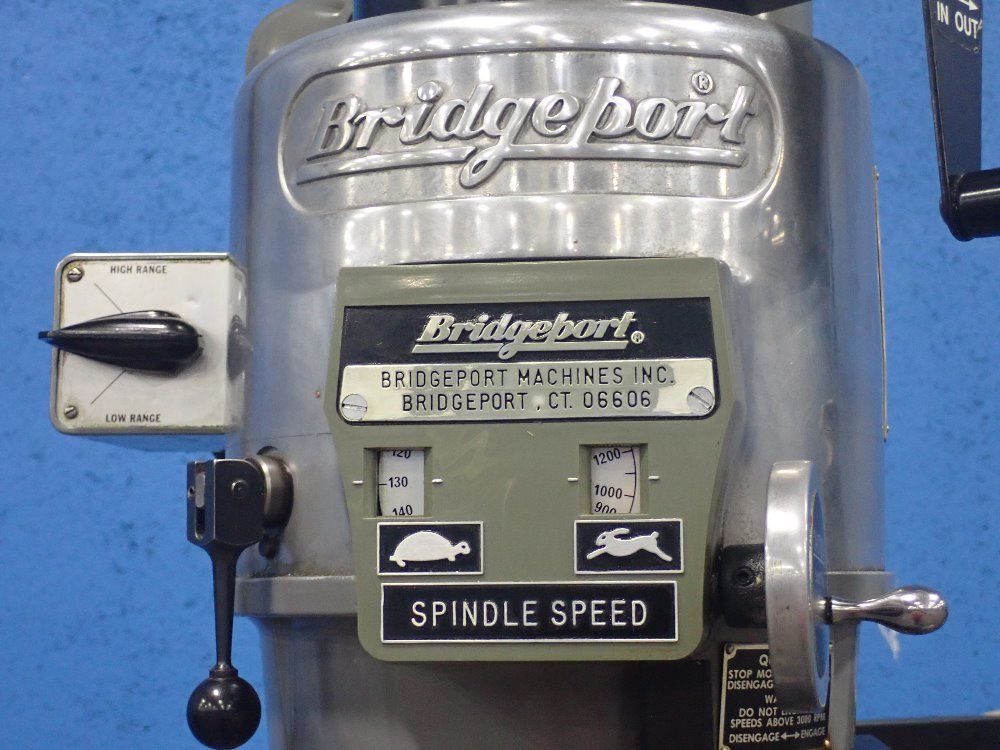 IN OUT
Bridgeport ®
HIGH RANGE
LOW RANGE
Bridgeport ®
BRIDGEPORT MACHINES INC.
BRIDGEPORT, CT. 06606
120
130
140
1200
1000
900
SPINDLE SPEED
STOP
DISENGAGE
DO NOT
SPEEDS ABOVE 3000 RPM
DISENGAGE ↔ ENGAGE